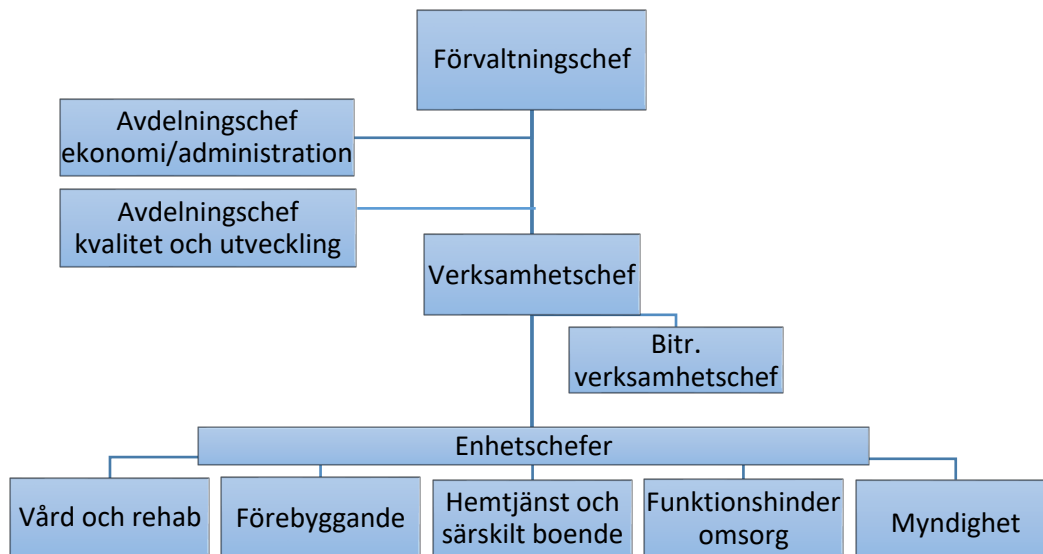 Förvaltningschef
Avdelningschef
ekonomi/administration
Avdelningschef
kvalitet och utveckling
Verksamhetschef
Bitr.
verksamhetschef
Enhetschefer
Vård och rehab
Förebyggande
Hemtjänst och
särskilt boende
Funktionshinder
omsorg
Myndighet